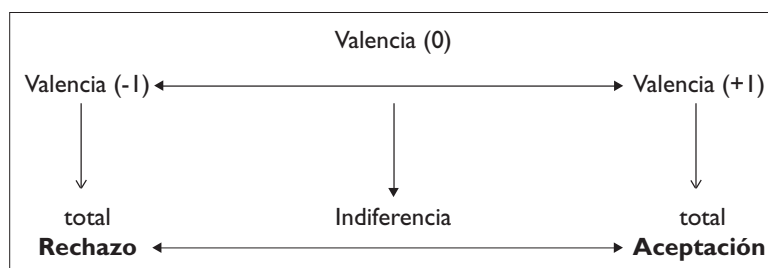 Valencia (0)
Valencia (-1) Valencia (+1)
total Indiferencia total
Rechazo Aceptación